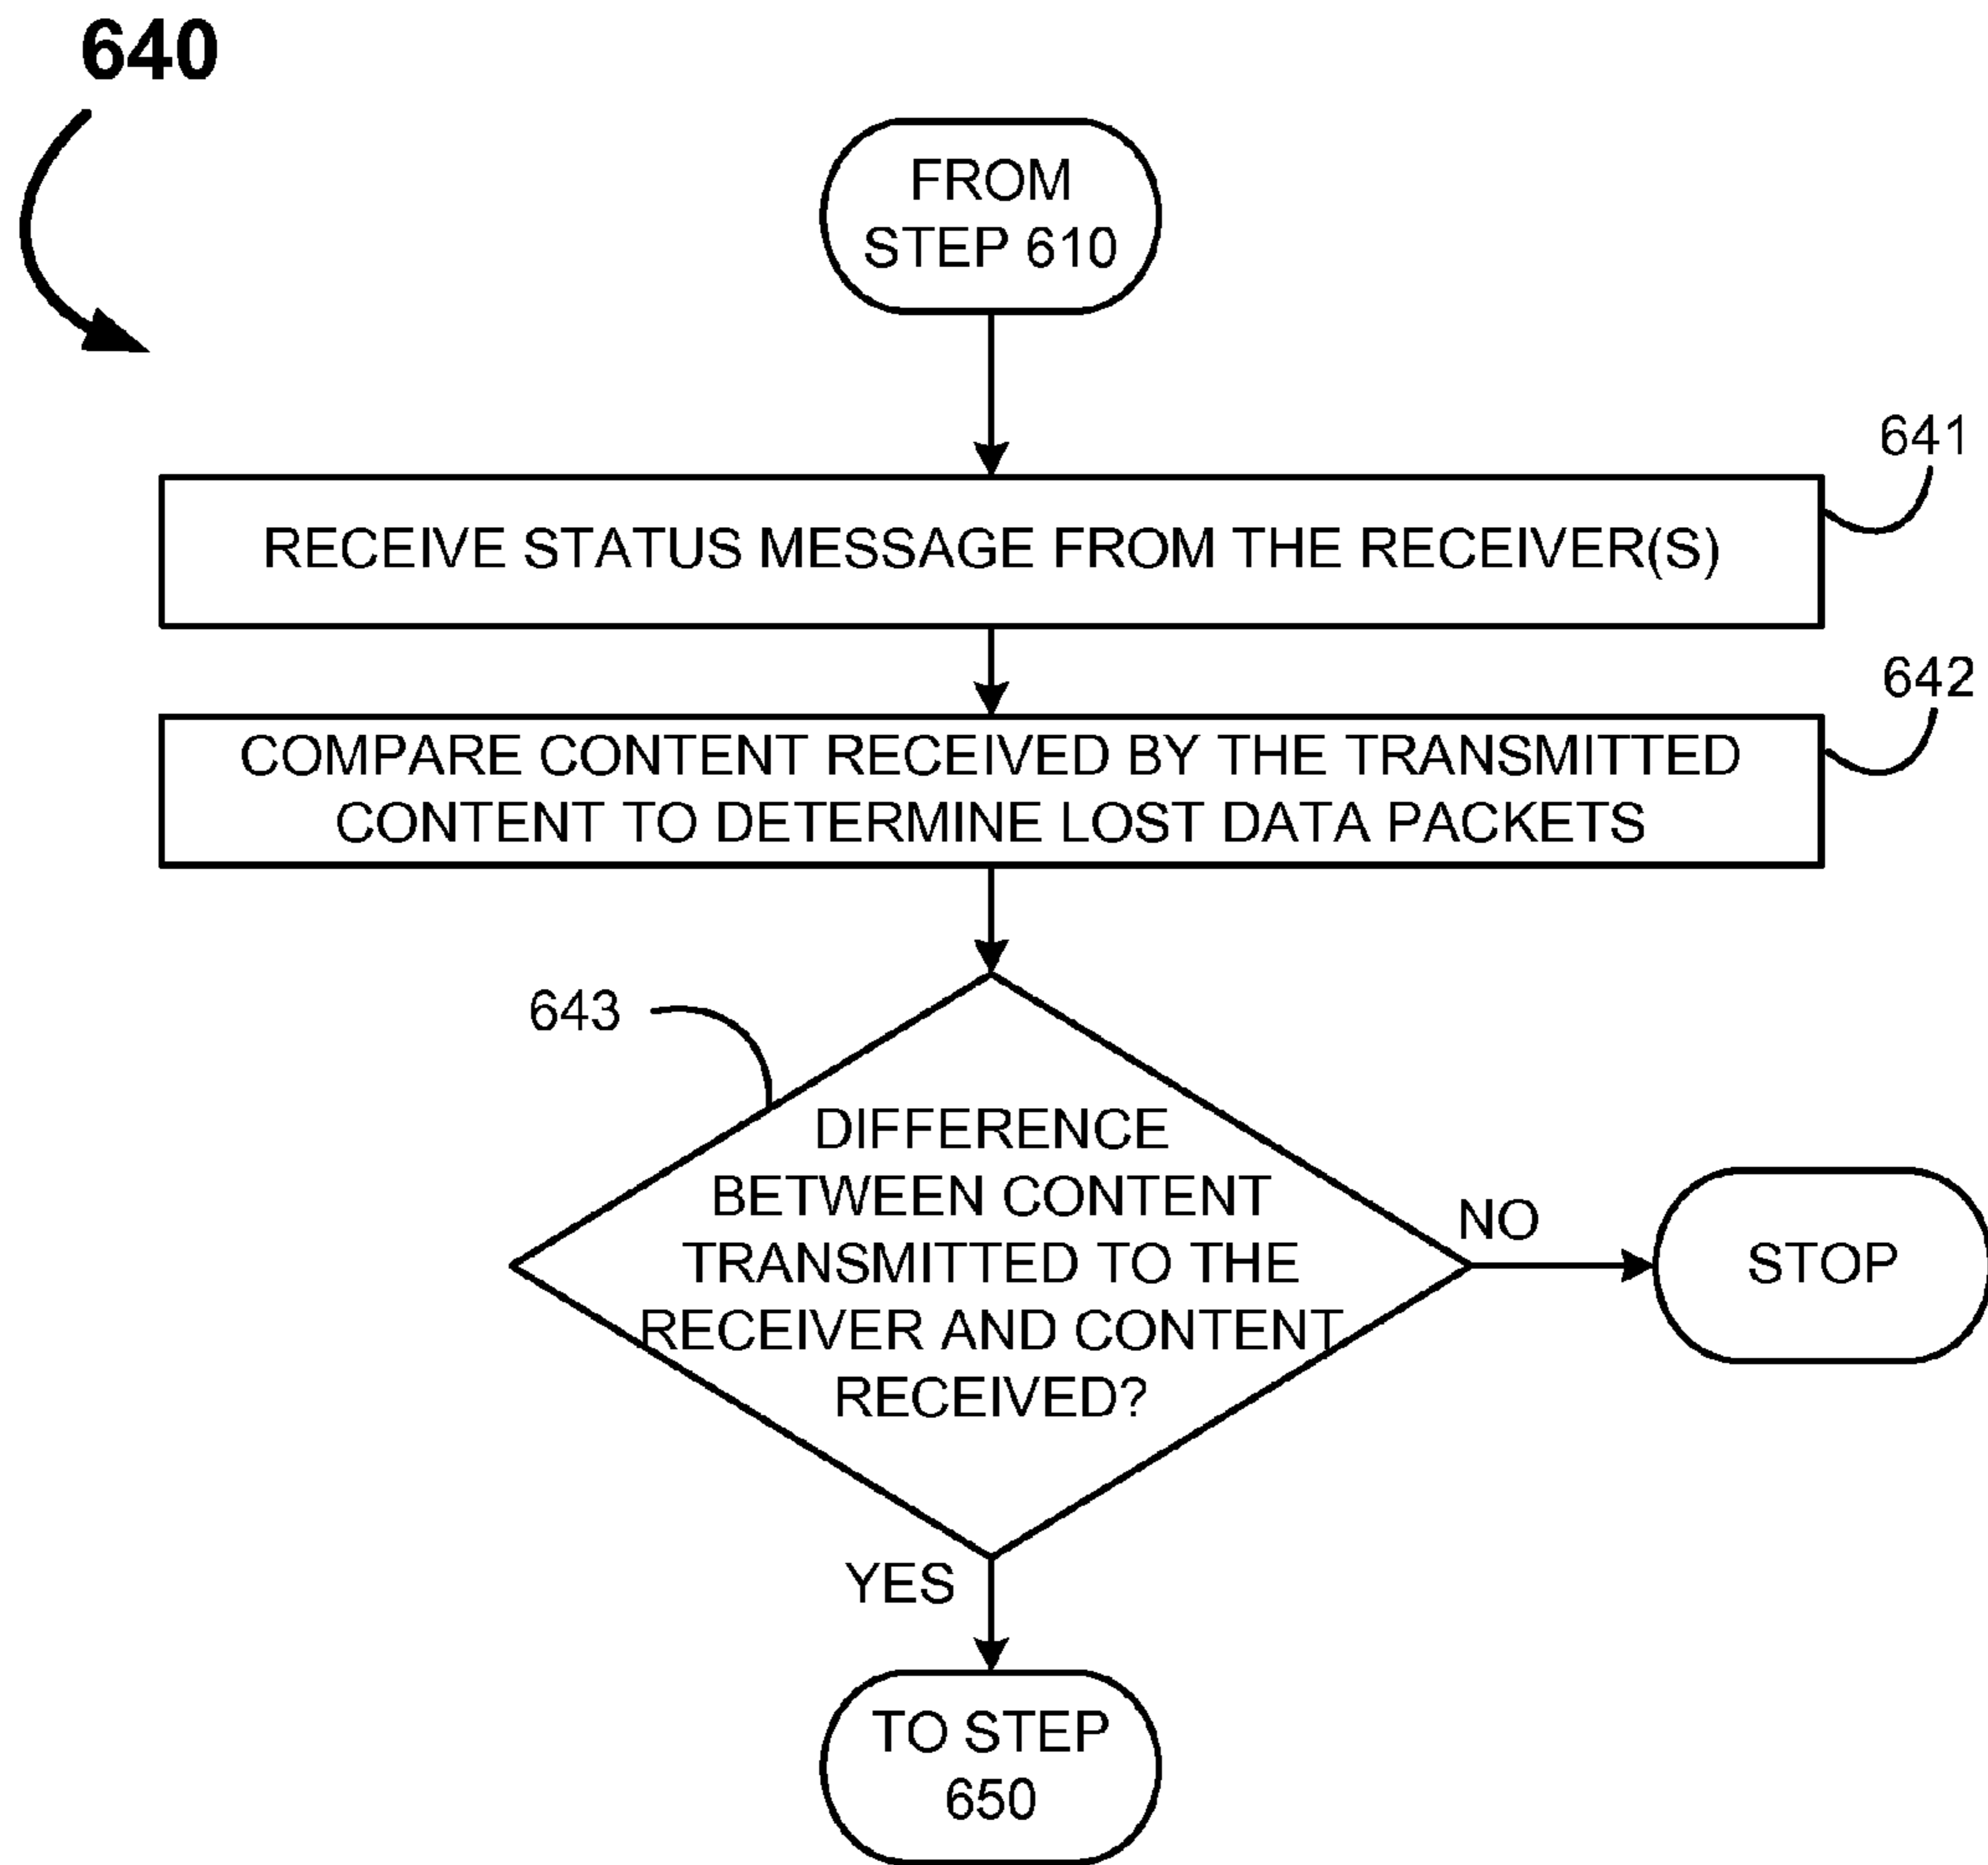 640
FROM
STEP 610
641
RECEIVE STATUS MESSAGE FROM THE RECEIVER(S)
642
COMPARE CONTENT RECEIVED BY THE TRANSMITTED
CONTENT TO DETERMINE LOST DATA PACKETS
643
DIFFERENCE
BETWEEN CONTENT
TRANSMITTED TO THE
RECEIVER AND CONTENT
RECEIVED?
NO
STOP
YES
TO STEP
650